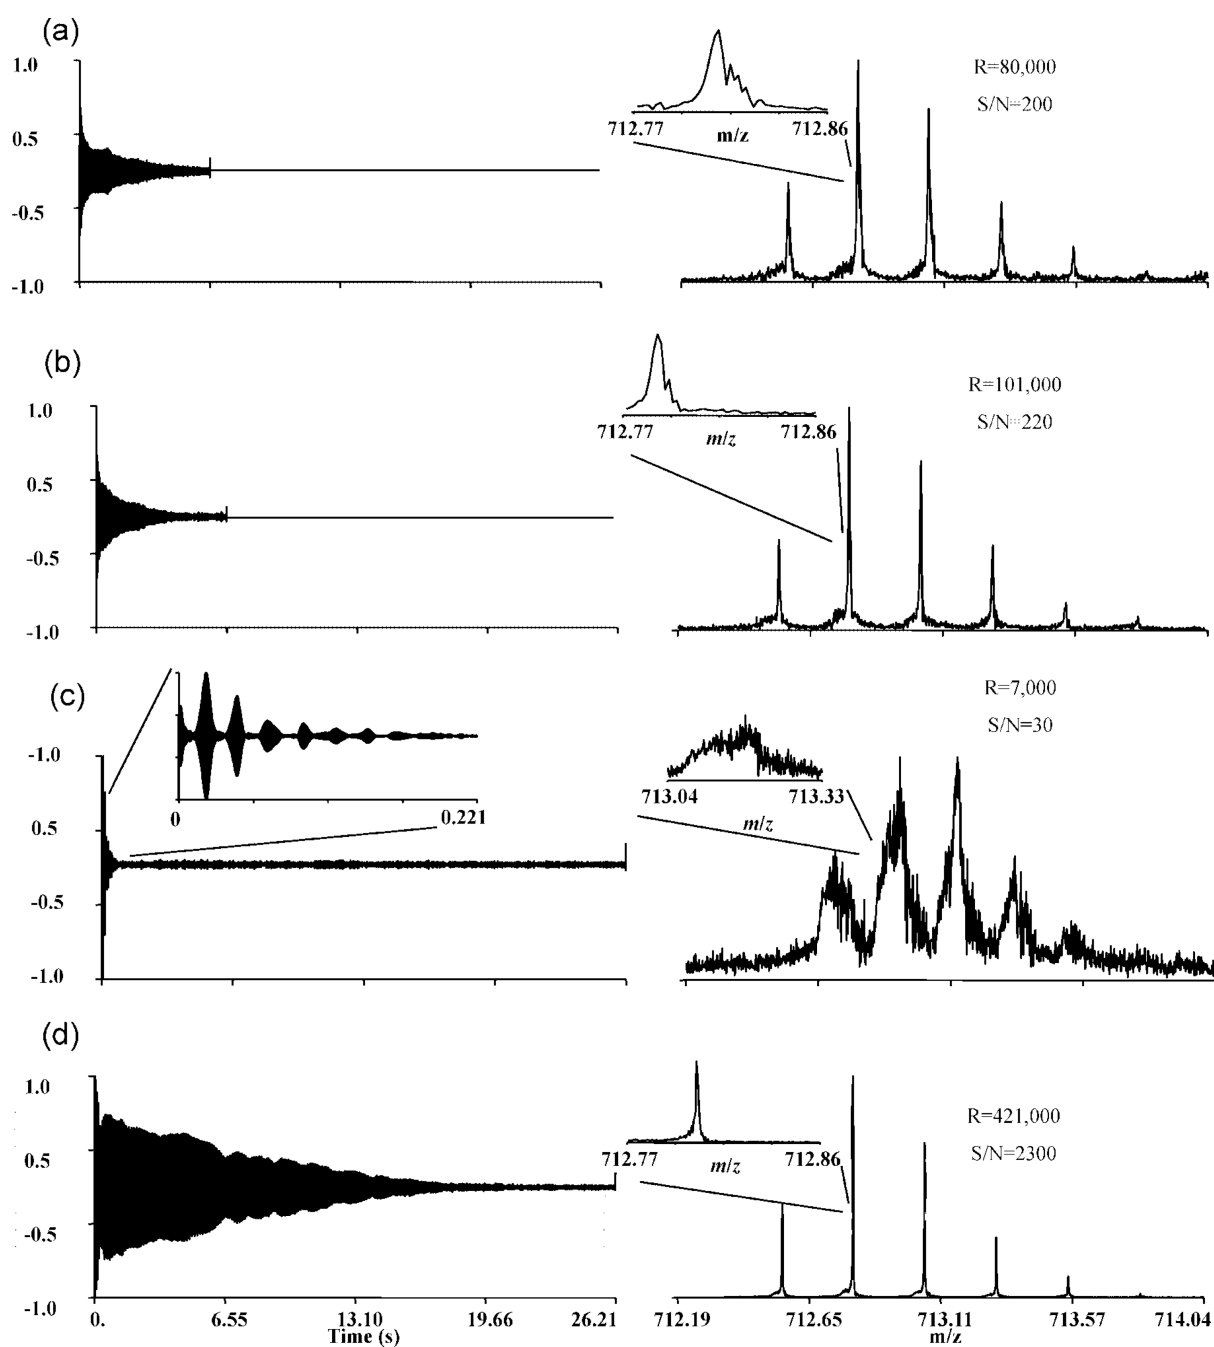 (a)
1.0
0.5
-0.5
-1.0
712.77
m/z
712.86
R=80,000
S/N=200
(b)
1.0
0.5
-0.5
-1.0
712.77
m/z
712.86
R=101,000
S/N=220
(c)
-1.0
0.5
-0.5
-1.0
0
0.221
713.04
713.33
m/z
R=7,000
S/N=30
(d)
1.0
0.5
-0.5
-1.0
0.
6.55
13.10
19.66
26.21
Time (s)
712.77
m/z
712.86
R=421,000
S/N=2300
712.19
712.65
713.11
713.57
714.04
m/z